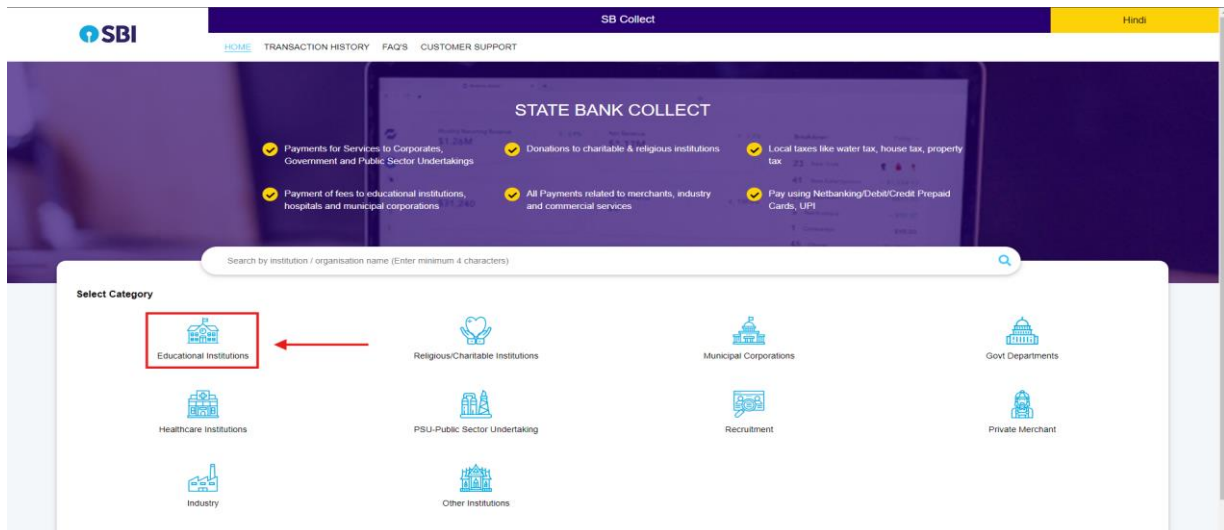 SBI
SB Collect
Hindi
HOME TRANSACTION HISTORY FAQ'S CUSTOMER SUPPORT
STATE BANK COLLECT
Payments for Services to Corporates,
Government and Public Sector Undertakings
Donations to charitable & religious institutions
Local taxes like water tax, house tax, property
tax
Payment of fees to educational institutions,
hospitals and municipal corporations
All Payments related to merchants, industry
and commercial services
Pay using Netbanking/Debit/Credit Prepaid
Cards, UPI
Search by institution / organisation name (Enter minimum 4 characters)
Select Category
Educational Institutions
Religious/Charitable Institutions
Municipal Corporations
Govt Departments
Healthcare Institutions
PSU-Public Sector Undertaking
Recruitment
Private Merchant
Industry
Other Institutions